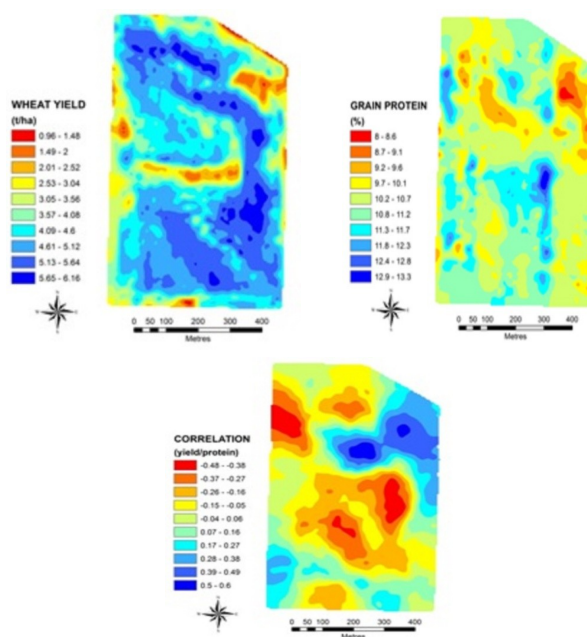 WHEAT YIELD
(t/ha)
0.96 - 1.48
1.49 - 2
2.01 - 2.52
2.53 - 3.04
3.05 - 3.56
3.57 - 4.08
4.09 - 4.6
4.61 - 5.12
5.13 - 5.64
5.65 - 6.16
0 50 100 200 300 400
Metres
GRAIN PROTEIN
(%)
8 - 8.6
8.7 - 9.1
9.2 - 9.6
9.7 - 10.1
10.2 - 10.7
10.8 - 11.2
11.3 - 11.7
11.8 - 12.3
12.4 - 12.8
12.9 - 13.3
0 50 100 200 300 400
Metres
CORRELATION
(yield/protein)
-0.48 - -0.38
-0.37 - -0.27
-0.26 - -0.16
-0.15 - -0.05
-0.04 - 0.06
0.07 - 0.16
0.17 - 0.27
0.28 - 0.38
0.39 - 0.49
0.5 - 0.6
0 50 100 200 300 400
Metres